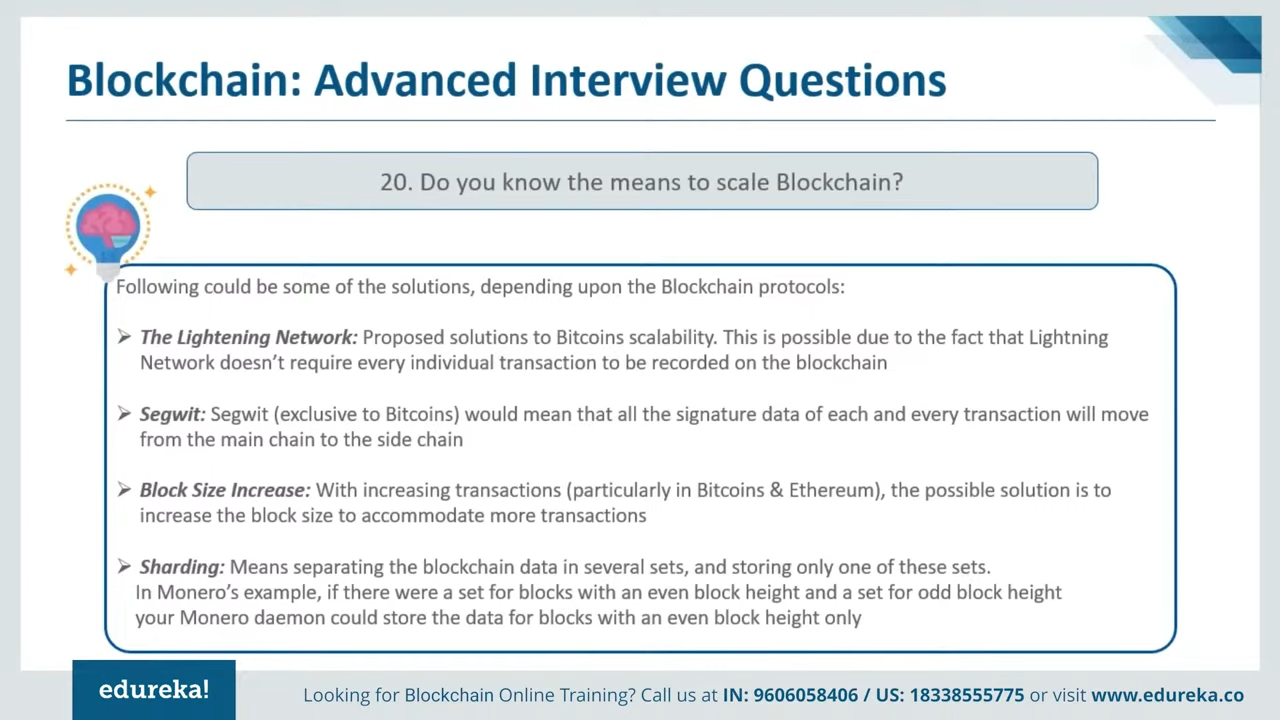 Blockchain: Advanced Interview Questions
20. Do you know the means to scale Blockchain?
Following could be some of the solutions, depending upon the Blockchain protocols:
➢ The Lightening Network: Proposed solutions to Bitcoins scalability. This is possible due to the fact that Lightning
Network doesn’t require every individual transaction to be recorded on the blockchain
➢ Segwit: Segwit (exclusive to Bitcoins) would mean that all the signature data of each and every transaction will move
from the main chain to the side chain
➢ Block Size Increase: With increasing transactions (particularly in Bitcoins & Ethereum), the possible solution is to
increase the block size to accommodate more transactions
➢ Sharding: Means separating the blockchain data in several sets, and storing only one of these sets.
In Monero’s example, if there were a set for blocks with an even block height and a set for odd block height
your Monero daemon could store the data for blocks with an even block height only
edureka!
Looking for Blockchain Online Training? Call us at IN: 9606058406 / US: 18338555775 or visit www.edureka.co